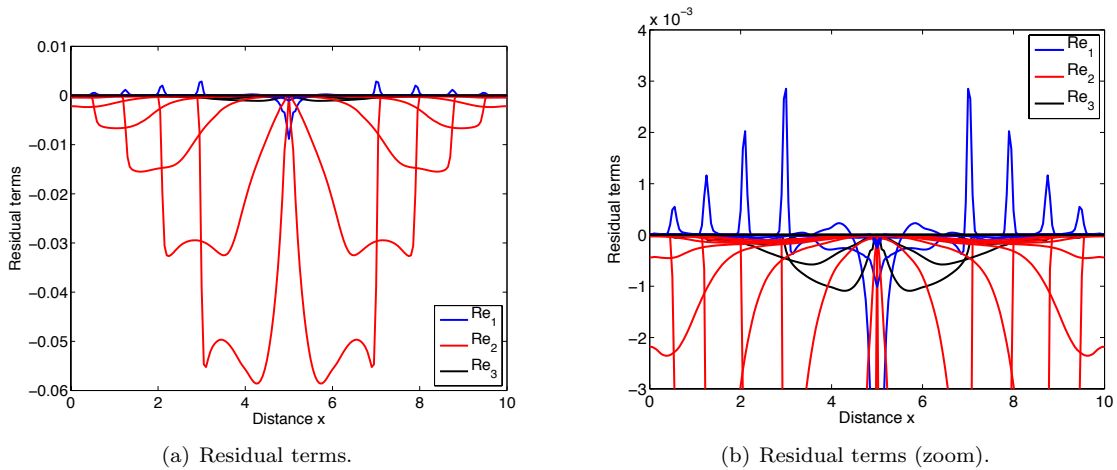 0.01
0
−0.01
−0.02
−0.03
−0.04
−0.05
−0.06
Residual terms
0 2 4 6 8 10
Distance x
Re1
Re2
Re3
(a) Residual terms.
x 10−3
4
3
2
1
0
−1
−2
−3
Residual terms
0 2 4 6 8 10
Distance x
Re1
Re2
Re3
(b) Residual terms (zoom).